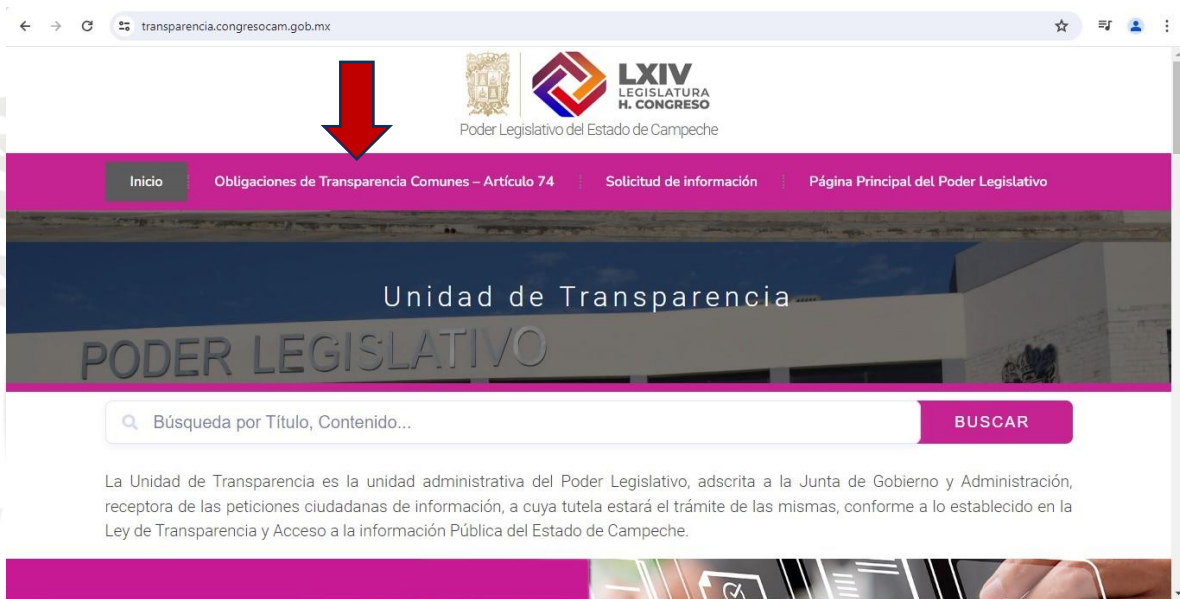 transparencia.congresocam.gob.mx
LXIV
LEGISLATURA
H. CONGRESO
Poder Legislativo del Estado de Campeche
Inicio
Obligaciones de Transparencia Comunes – Artículo 74
Solicitud de información
Página Principal del Poder Legislativo
Unidad de Transparencia
PODER LEGISLATIVO
Búsqueda por Título, Contenido...
BUSCAR
La Unidad de Transparencia es la unidad administrativa del Poder Legislativo, adscrita a la Junta de Gobierno y Administración,
receptora de las peticiones ciudadanas de información, a cuya tutela estará el trámite de las mismas, conforme a lo establecido en la
Ley de Transparencia y Acceso a la información Pública del Estado de Campeche.